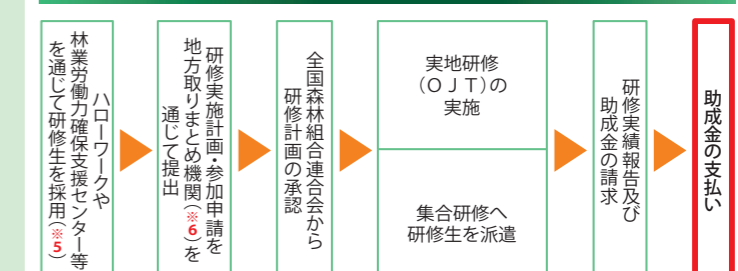 ハローワークや
林業労働力確保支援センター等
を通じて研修生を採用(※5)
研修実施計画・参加申請を
地方取りまとめ機関(※6)を
通じて提出
全国森林組合連合会から
研修計画の承認
実地研修
(OJT)の
実施
集合研修へ
研修生を派遣
研修実績報告及び
助成金の請求
助成金の支払い